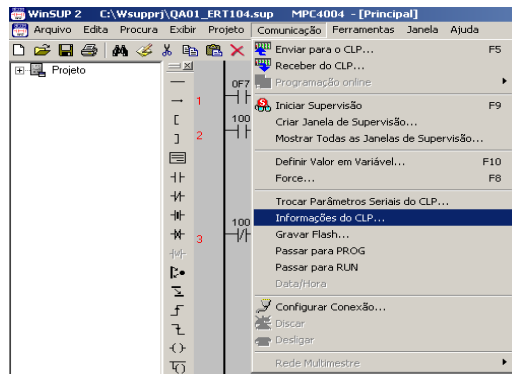 WinSUP 2 C:\Wsupprj\QA01_ERT104.sup MPC4004 - [Principal]
Arquivo Edita Procura Exibir Projeto Comunicação Ferramentas Janela Ajuda
Projeto
1
0F7
2
100
3
100
Enviar para o CLP... F5
Receber do CLP...
Programação online
Iniciar Supervisão F9
Criar Janela de Supervisão...
Mostrar Todas as Janelas de Supervisão...
Definir Valor em Variável... F10
Force... F8
Trocar Parâmetros Seriais do CLP...
Informações do CLP...
Gravar Flash...
Passar para PROG
Passar para RUN
Data/Hora
Configurar Conexão...
Discar
Desligar
Rede Multimestre